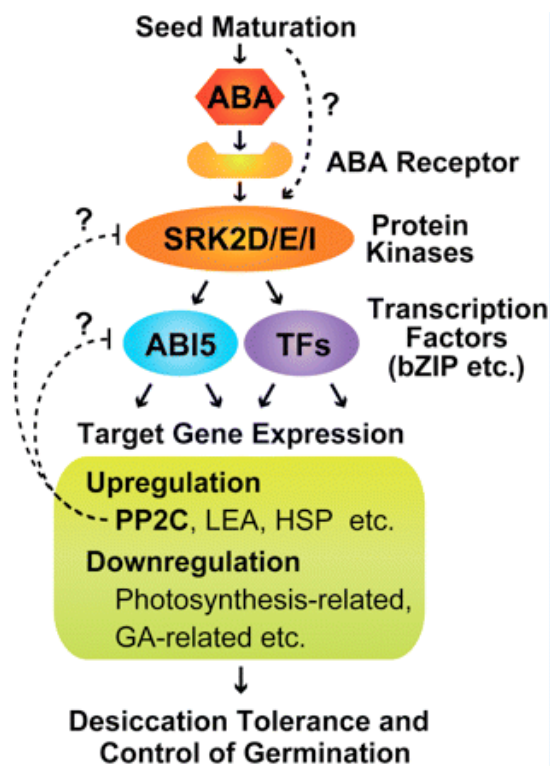 Seed Maturation
ABA
?
ABA Receptor
?
SRK2D/E/I
Protein
Kinases
?
ABI5
TFs
Transcription
Factors
(bZIP etc.)
Target Gene Expression
Upregulation
PP2C, LEA, HSP etc.
Downregulation
Photosynthesis-related,
GA-related etc.
Desiccation Tolerance and
Control of Germination